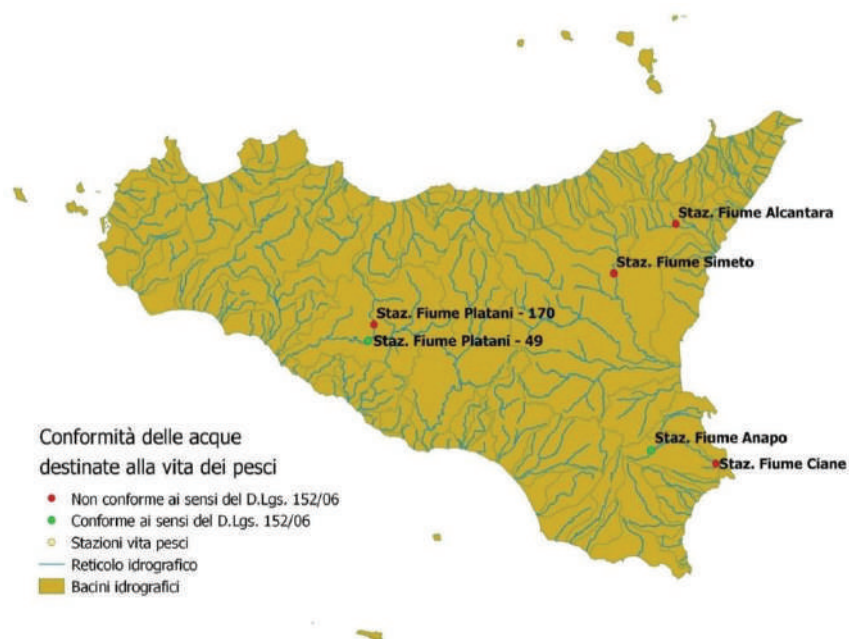 Staz. Fiume Alcantara
Staz. Fiume Simeto
Staz. Fiume Platani - 170
Staz. Fiume Platani - 49
Staz. Fiume Anapo
Staz. Fiume Ciane
Conformità delle acque
destinate alla vita dei pesci
Non conforme ai sensi del D.Lgs. 152/06
Conforme ai sensi del D.Lgs. 152/06
Stazioni vita pesci
Reticolo idrografico
Bacini idrografici